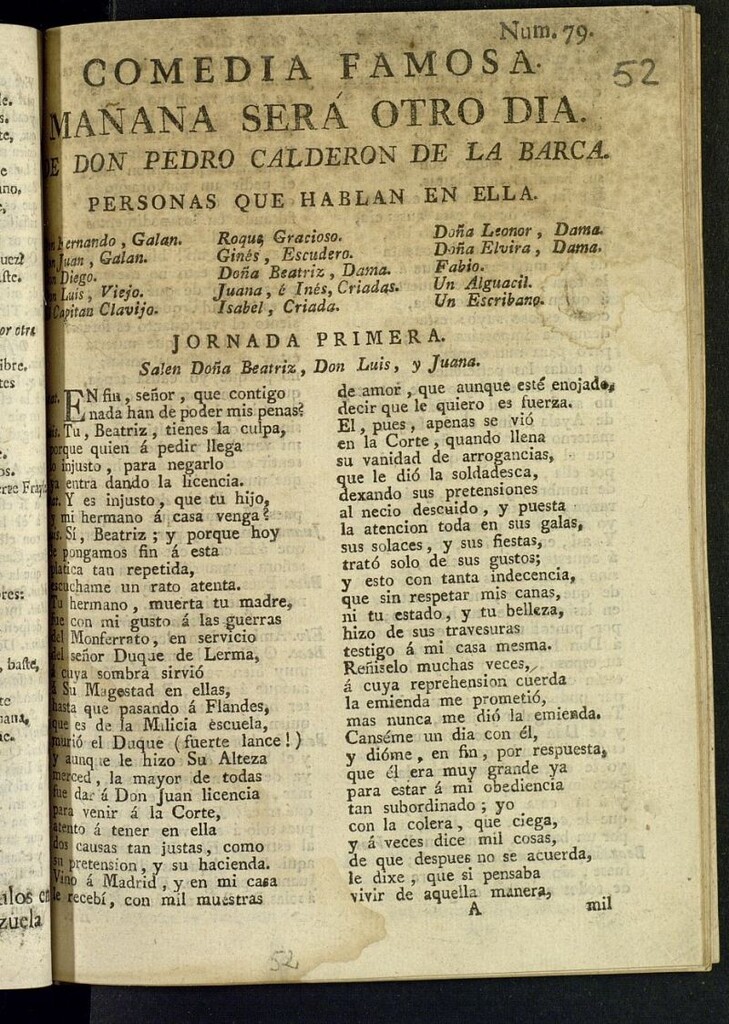 Num. 79.
52
COMEDIA FAMOSA.
MAÑANA SERÁ OTRO DIA.
DE DON PEDRO CALDERON DE LA BARCA.
PERSONAS QUE HABLAN EN ELLA.
Fernando, Galan.
Juan, Galan.
Diego.
Luis, Viejo.
Capitan Clavijo.
Roque, Gracioso.
Ginés, Escudero.
Doña Beatriz, Dama.
Juana, é Inés, Criadas.
Isabel, Criada.
Doña Leonor, Dama.
Doña Elvira, Dama.
Fabio.
Un Alguacil.
Un Escribano.
JORNADA PRIMERA.
Salen Doña Beatriz, Don Luis, y Juana.
EN fin, señor, que contigo
nada han de poder mis penas?
Tu, Beatriz, tienes la culpa,
porque quien á pedir llega
lo injusto, para negarlo
ya entra dando la licencia.
Y es injusto, que tu hijo,
y mi hermano á casa venga?
Sí, Beatriz; y porque hoy
pongamos fin á esta
platica tan repetida,
escuchame un rato atenta.
Tu hermano, muerta tu madre,
fue con mi gusto á las guerras
del Monferrato, en servicio
del señor Duque de Lerma,
á cuya sombra sirvió
á Su Magestad en ellas,
hasta que pasando á Flandes,
que es de la Milicia escuela,
murió el Duque (fuerte lance!)
y aunque le hizo Su Alteza
merced, la mayor de todas
fue dar á Don Juan licencia
para venir á la Corte,
atento á tener en ella
dos causas tan justas, como
su pretension, y su hacienda.
Vino á Madrid, y en mi casa
le recebí, con mil muestras
de amor, que aunque esté enojado,
decir que le quiero es fuerza.
El, pues, apenas se vió
en la Corte, quando llena
su vanidad de arrogancias,
que le dió la soldadesca,
dexando sus pretensiones
al necio descuido, y puesta
la atencion toda en sus galas,
sus solaces, y sus fiestas,
trató solo de sus gustos;
y esto con tanta indecencia,
que sin respetar mis canas,
ni tu estado, y tu belleza,
hizo de sus travesuras
testigo á mi casa mesma.
Reñiselo muchas veces,
á cuya reprehension cuerda
la emienda me prometió,
mas nunca me dió la emienda.
Canséme un dia con él,
y dióme, en fin, por respuesta,
que él era muy grande ya
para estar á mi obediencia
tan subordinado; yo
con la colera, que ciega,
y á veces dice mil cosas,
de que despues no se acuerda,
le dixe, que si pensaba
vivir de aquella manera,
A
mil
52